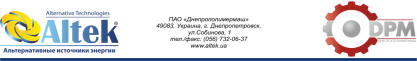 Alternative Technologies
Altek
Альтернативные источники энергии
ПАО «Днепрополимермаш»
49083, Украина, г. Днепропетровск,
ул.Собинова, 1
тел./факс: (056) 732-06-37
www.altek.ua
DPM